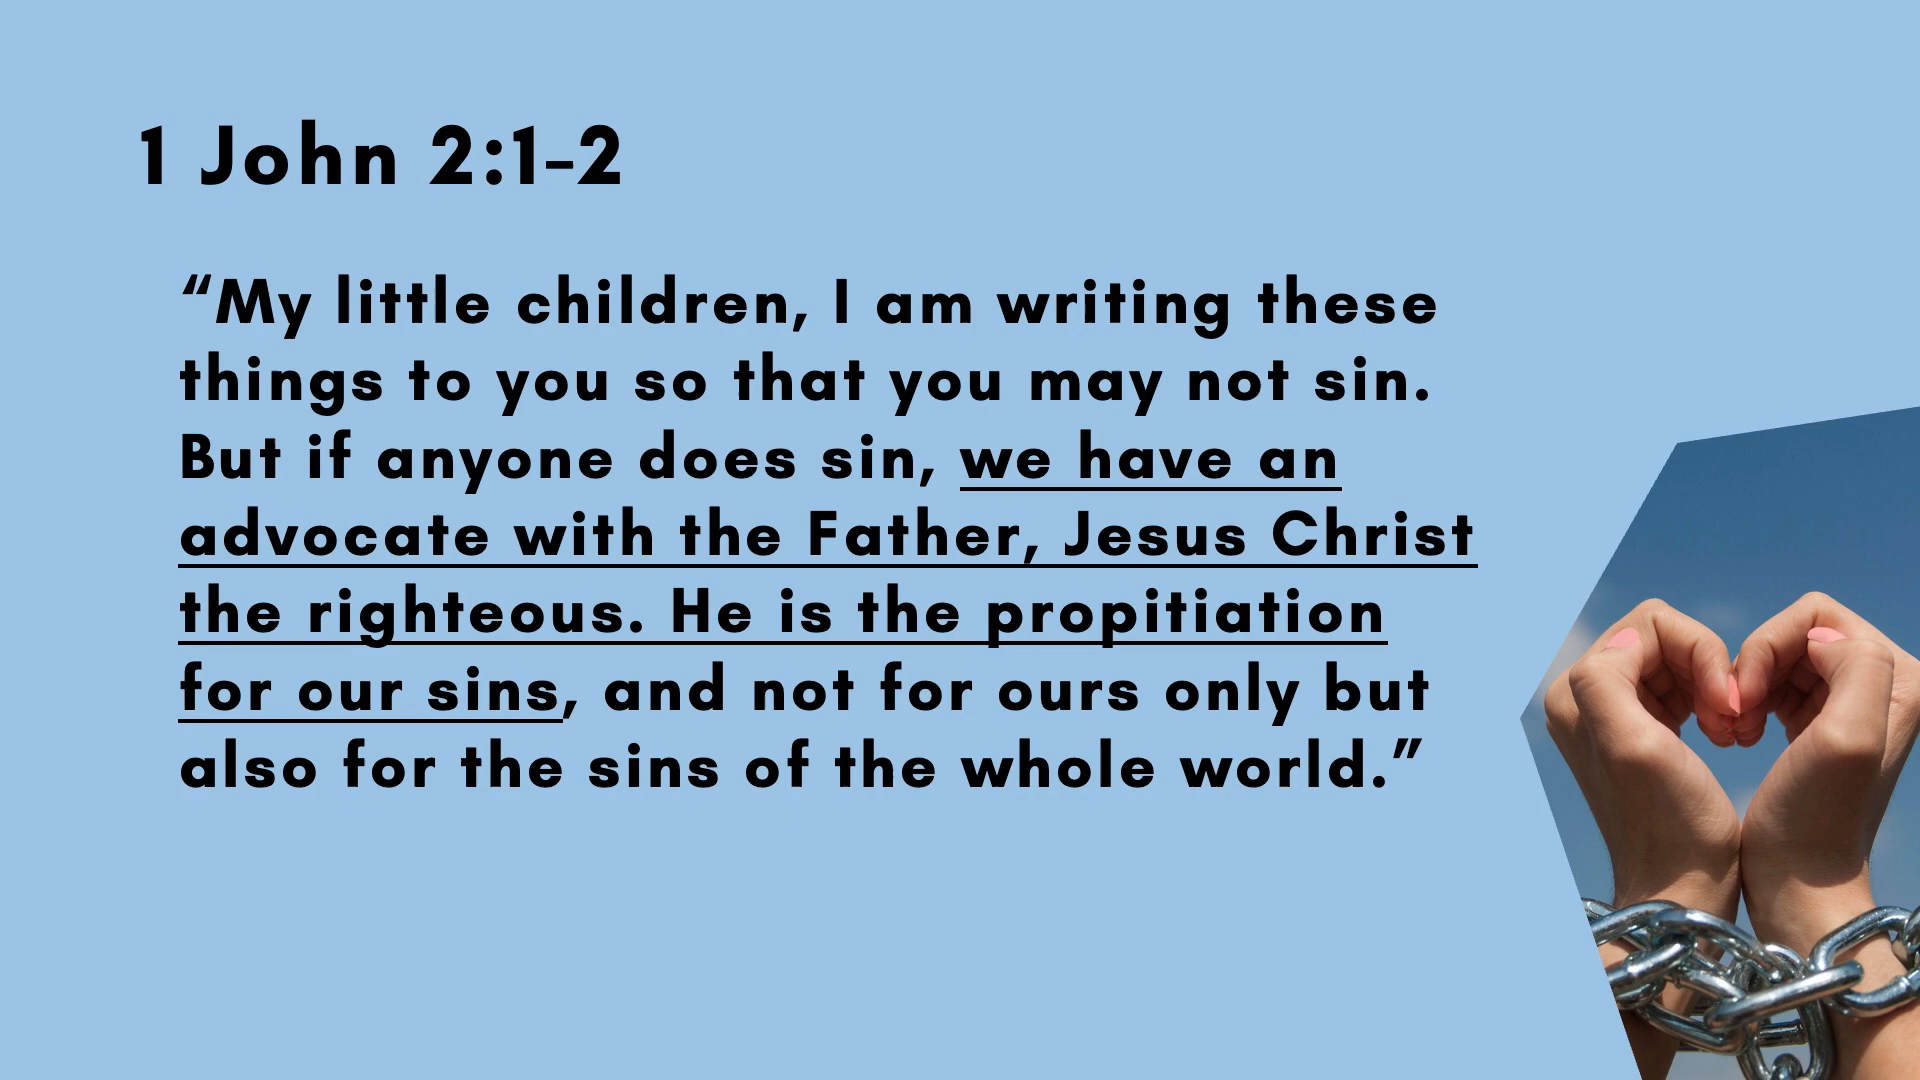 1 John 2:1-2
“My little children, I am writing these
things to you so that you may not sin.
But if anyone does sin, we have an
advocate with the Father, Jesus Christ
the righteous. He is the propitiation
for our sins, and not for ours only but
also for the sins of the whole world.”